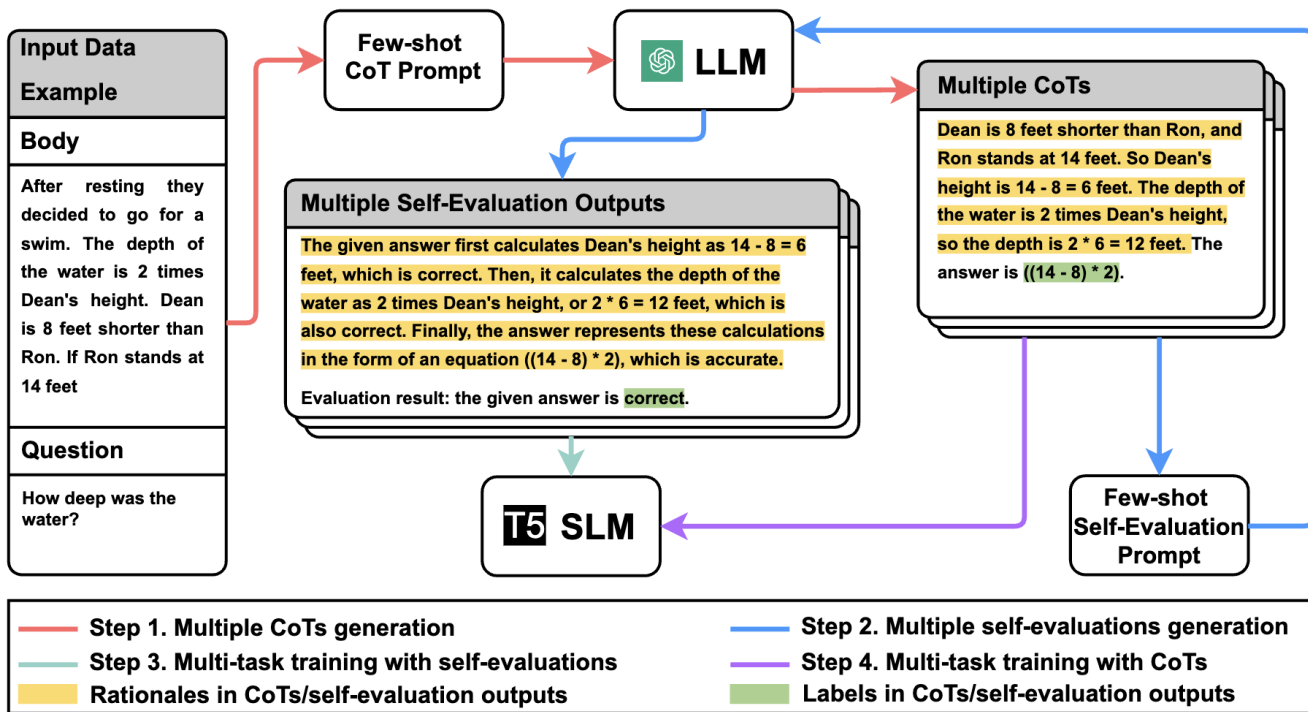 Input Data
Example
Body
After resting they
decided to go for a
swim. The depth of
the water is 2 times
Dean's height. Dean
is 8 feet shorter than
Ron. If Ron stands at
14 feet
Question
How deep was the
water?
Few-shot
CoT Prompt
LLM
Multiple CoTs
Dean is 8 feet shorter than Ron, and
Ron stands at 14 feet. So Dean's
height is 14 - 8 = 6 feet. The depth of
the water is 2 times Dean's height,
so the depth is 2 * 6 = 12 feet. The
answer is ((14 - 8) * 2).
Multiple Self-Evaluation Outputs
The given answer first calculates Dean's height as 14 - 8 = 6
feet, which is correct. Then, it calculates the depth of the
water as 2 times Dean's height, or 2 * 6 = 12 feet, which is
also correct. Finally, the answer represents these calculations
in the form of an equation ((14 - 8) * 2), which is accurate.
Evaluation result: the given answer is correct.
T5 SLM
Few-shot
Self-Evaluation
Prompt
Step 1. Multiple CoTs generation
Step 2. Multiple self-evaluations generation
Step 3. Multi-task training with self-evaluations
Step 4. Multi-task training with CoTs
Rationales in CoTs/self-evaluation outputs
Labels in CoTs/self-evaluation outputs